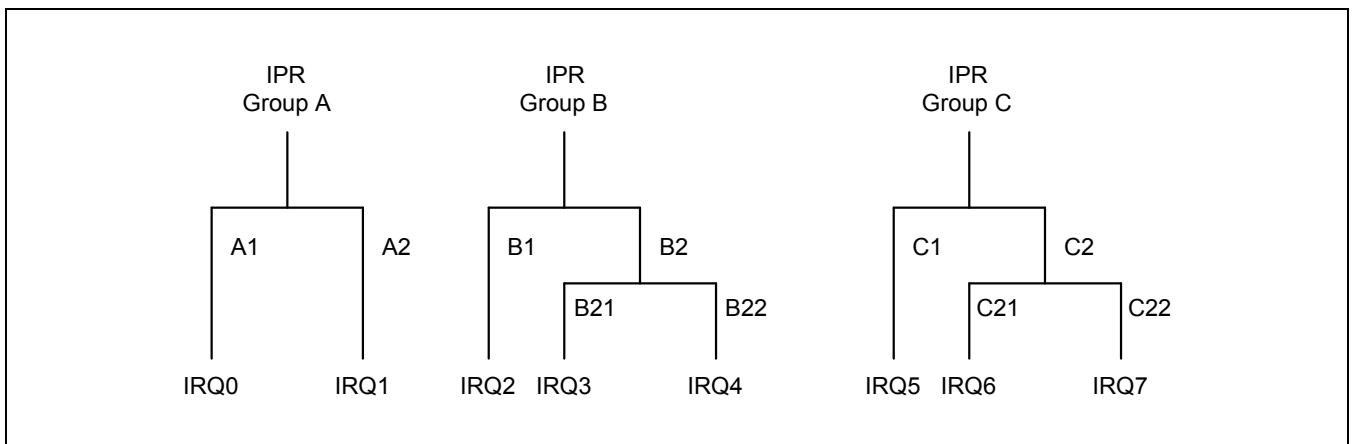 IPR
Group A
IPR
Group B
IPR
Group C
A1
A2
B1
B2
C1
C2
B21
B22
C21
C22
IRQ0
IRQ1
IRQ2
IRQ3
IRQ4
IRQ5
IRQ6
IRQ7